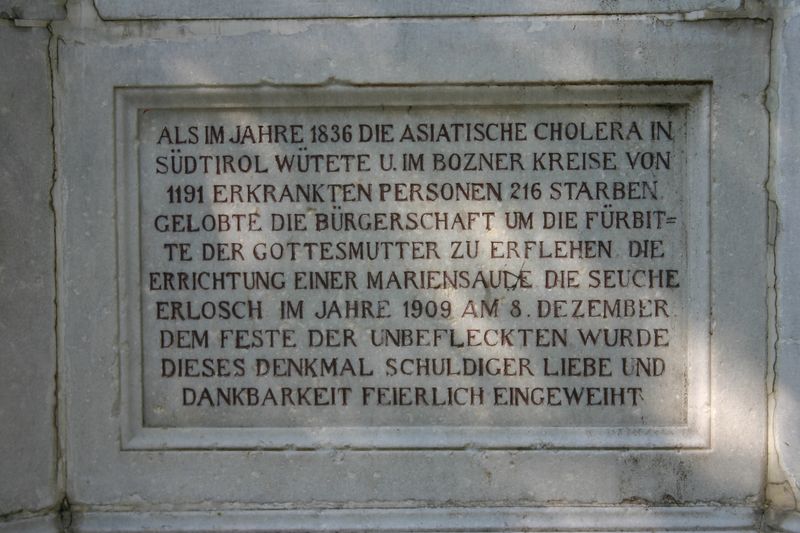 ALS IM JAHRE 1836 DIE ASIATISCHE CHOLERA IN
SÜDTIROL WÜTETE U. IM BOZNER KREISE VON
1191 ERKRANKTEN PERSONEN 216 STARBEN
GELOBTE DIE BÜRGERSCHAFT UM DIE FÜRBIT=
TE DER GOTTESMUTTER ZU ERFLEHEN DIE
ERRICHTUNG EINER MARIENSAULE DIE SEUCHE
ERLOSCH IM JAHRE 1909 AM 8. DEZEMBER
DEM FESTE DER UNBEFLECKTEN WURDE
DIESES DENKMAL SCHULDIGER LIEBE UND
DANKBARKEIT FEIERLICH EINGEWEIHT